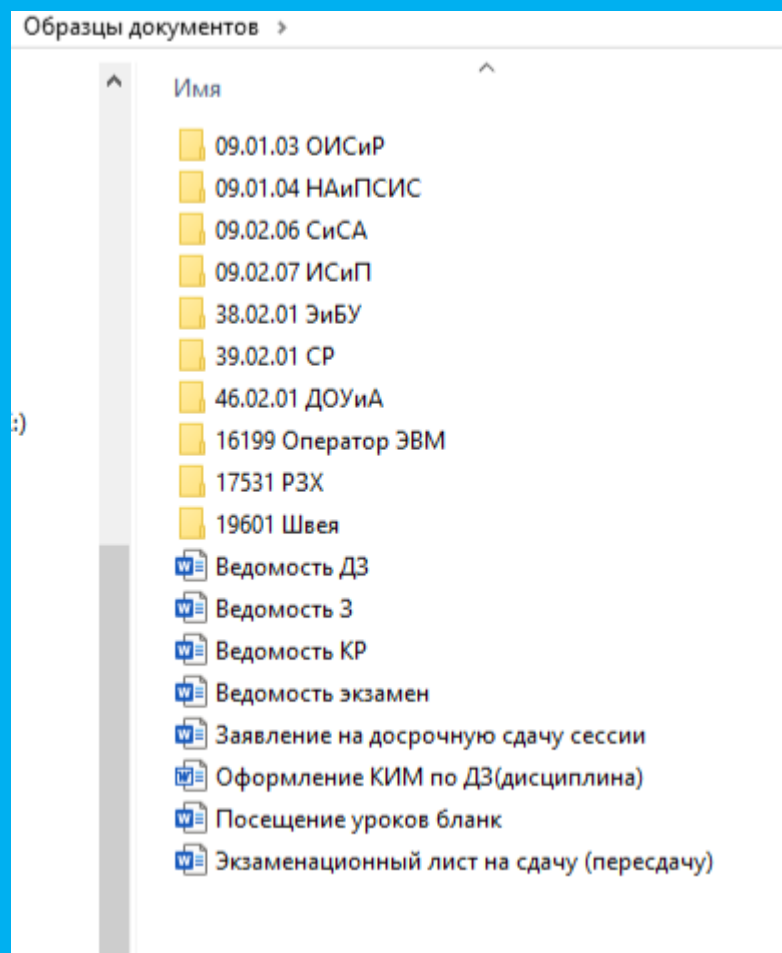 Образцы документов >
Имя
09.01.03 ОИСиР
09.01.04 НАиПСИС
09.02.06 СиСА
09.02.07 ИСиП
38.02.01 ЭиБУ
39.02.01 СР
46.02.01 ДОУиА
:)
16199 Оператор ЭВМ
17531 РЗХ
19601 Швея
Ведомость ДЗ
Ведомость З
Ведомость КР
Ведомость экзамен
Заявление на досрочную сдачу сессии
Оформление КИМ по ДЗ(дисциплина)
Посещение уроков бланк
Экзаменационный лист на сдачу (пересдачу)